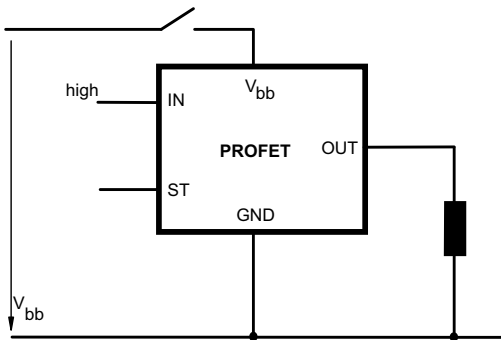 high
IN
Vbb
PROFET
OUT
ST
GND
Vbb